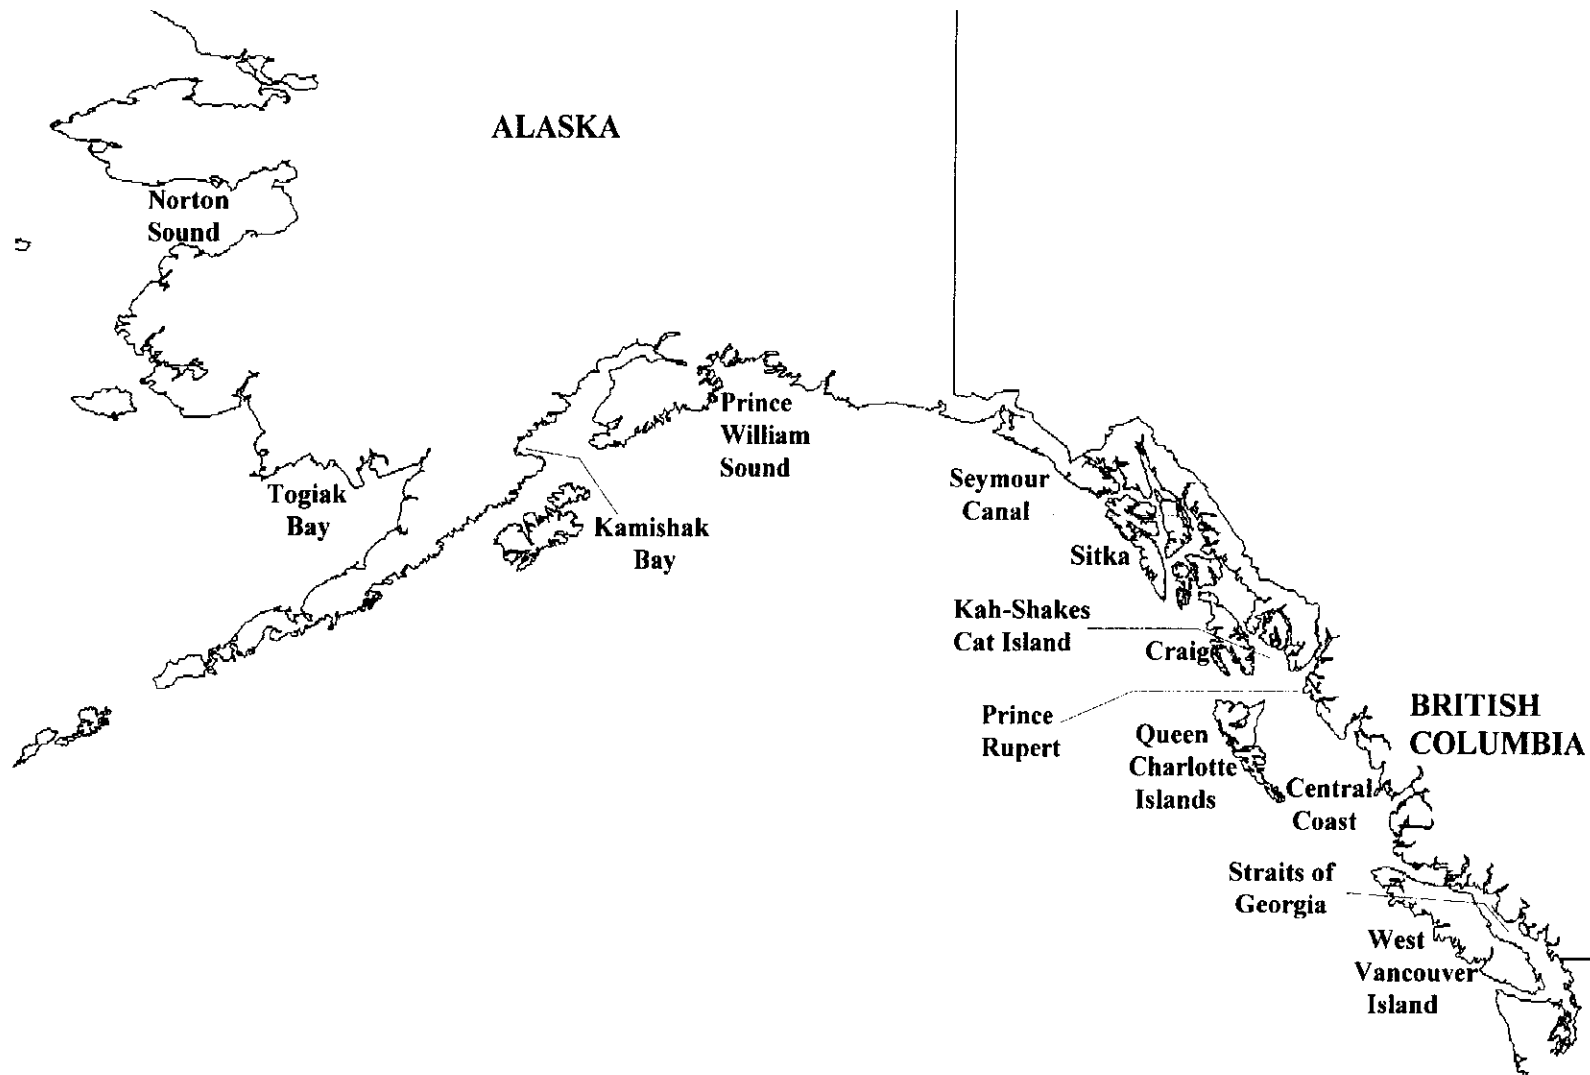 ALASKA
Norton
Sound
Prince
William
Sound
Togiak
Bay
Kamishak
Bay
Seymour
Canal
Sitka
Kah-Shakes
Cat Island
Craig
Prince
Rupert
BRITISH
COLUMBIA
Queen
Charlotte
Islands
Central
Coast
Straits of
Georgia
West
Vancouver
Island